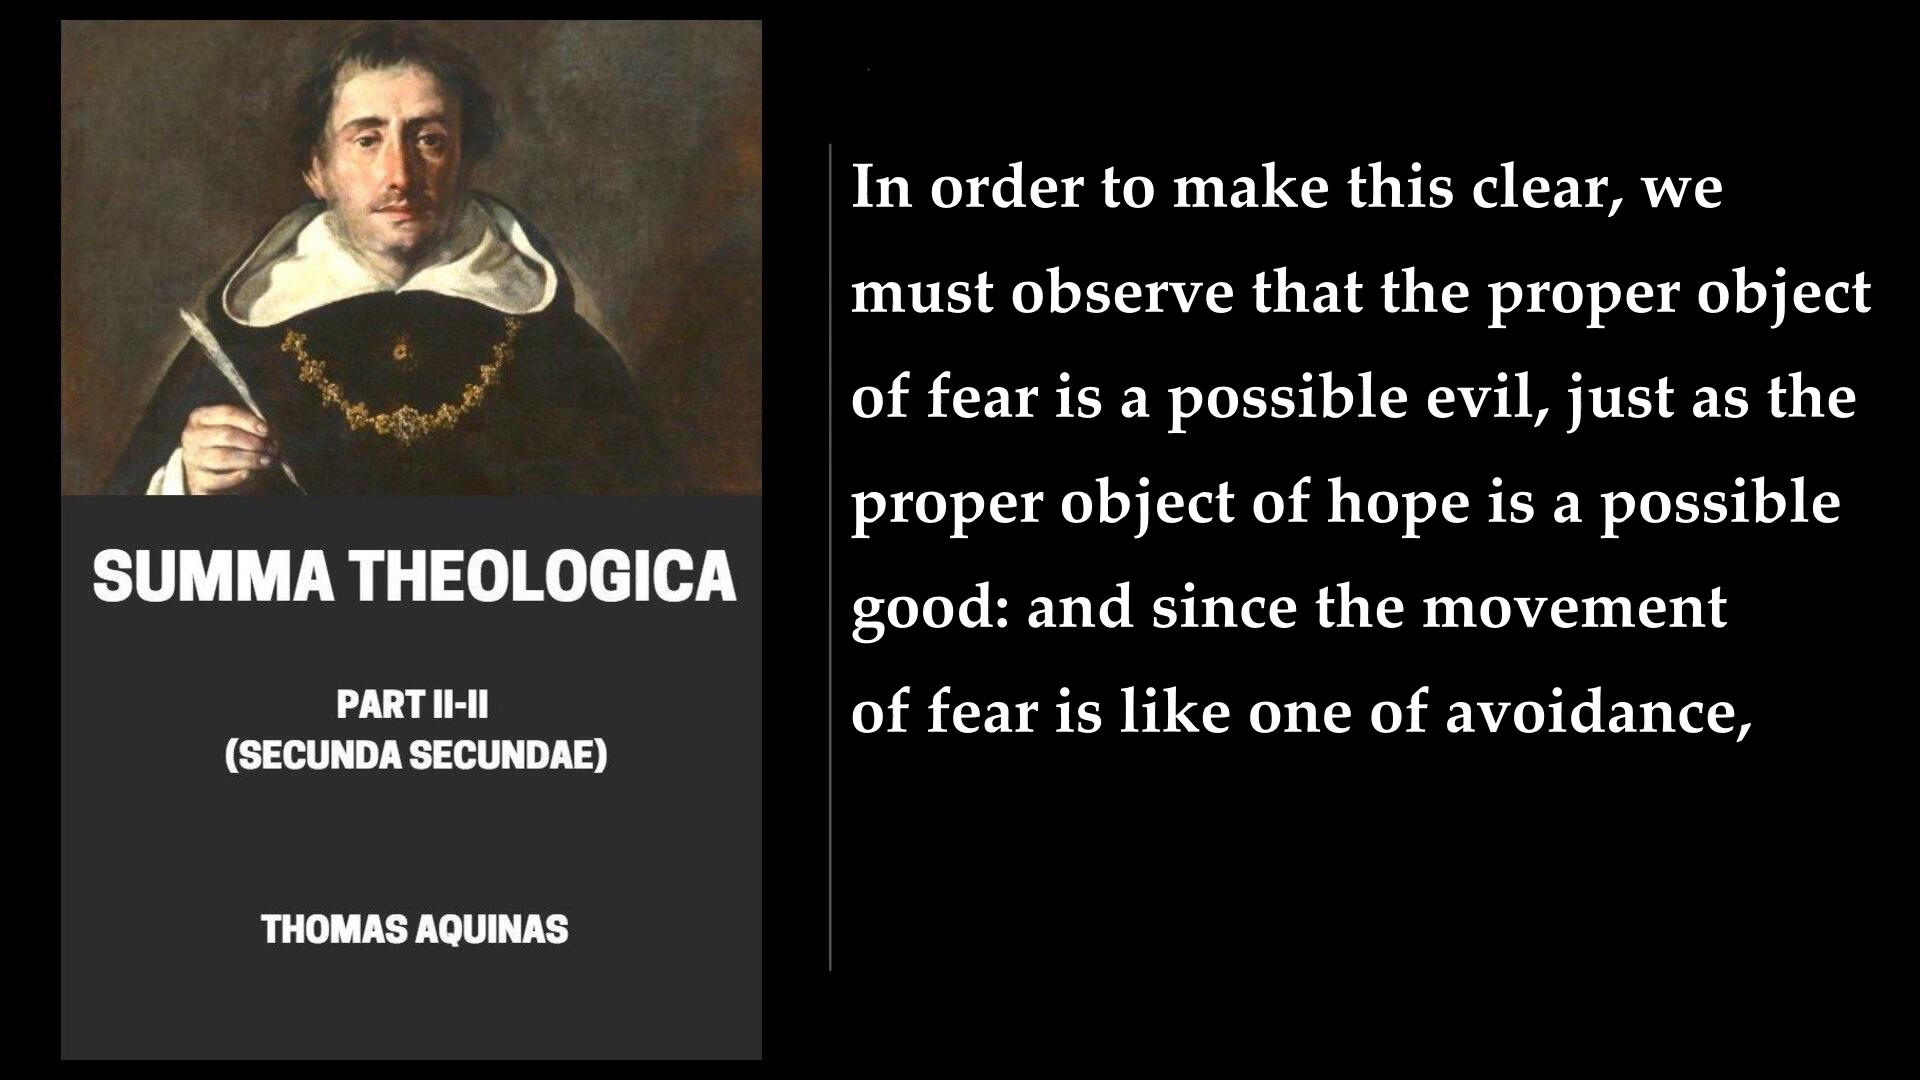 SUMMA THEOLOGICA
PART II-II
(SECUNDA SECUNDAE)
THOMAS AQUINAS
In order to make this clear, we
must observe that the proper object
of fear is a possible evil, just as the
proper object of hope is a possible
good: and since the movement
of fear is like one of avoidance,